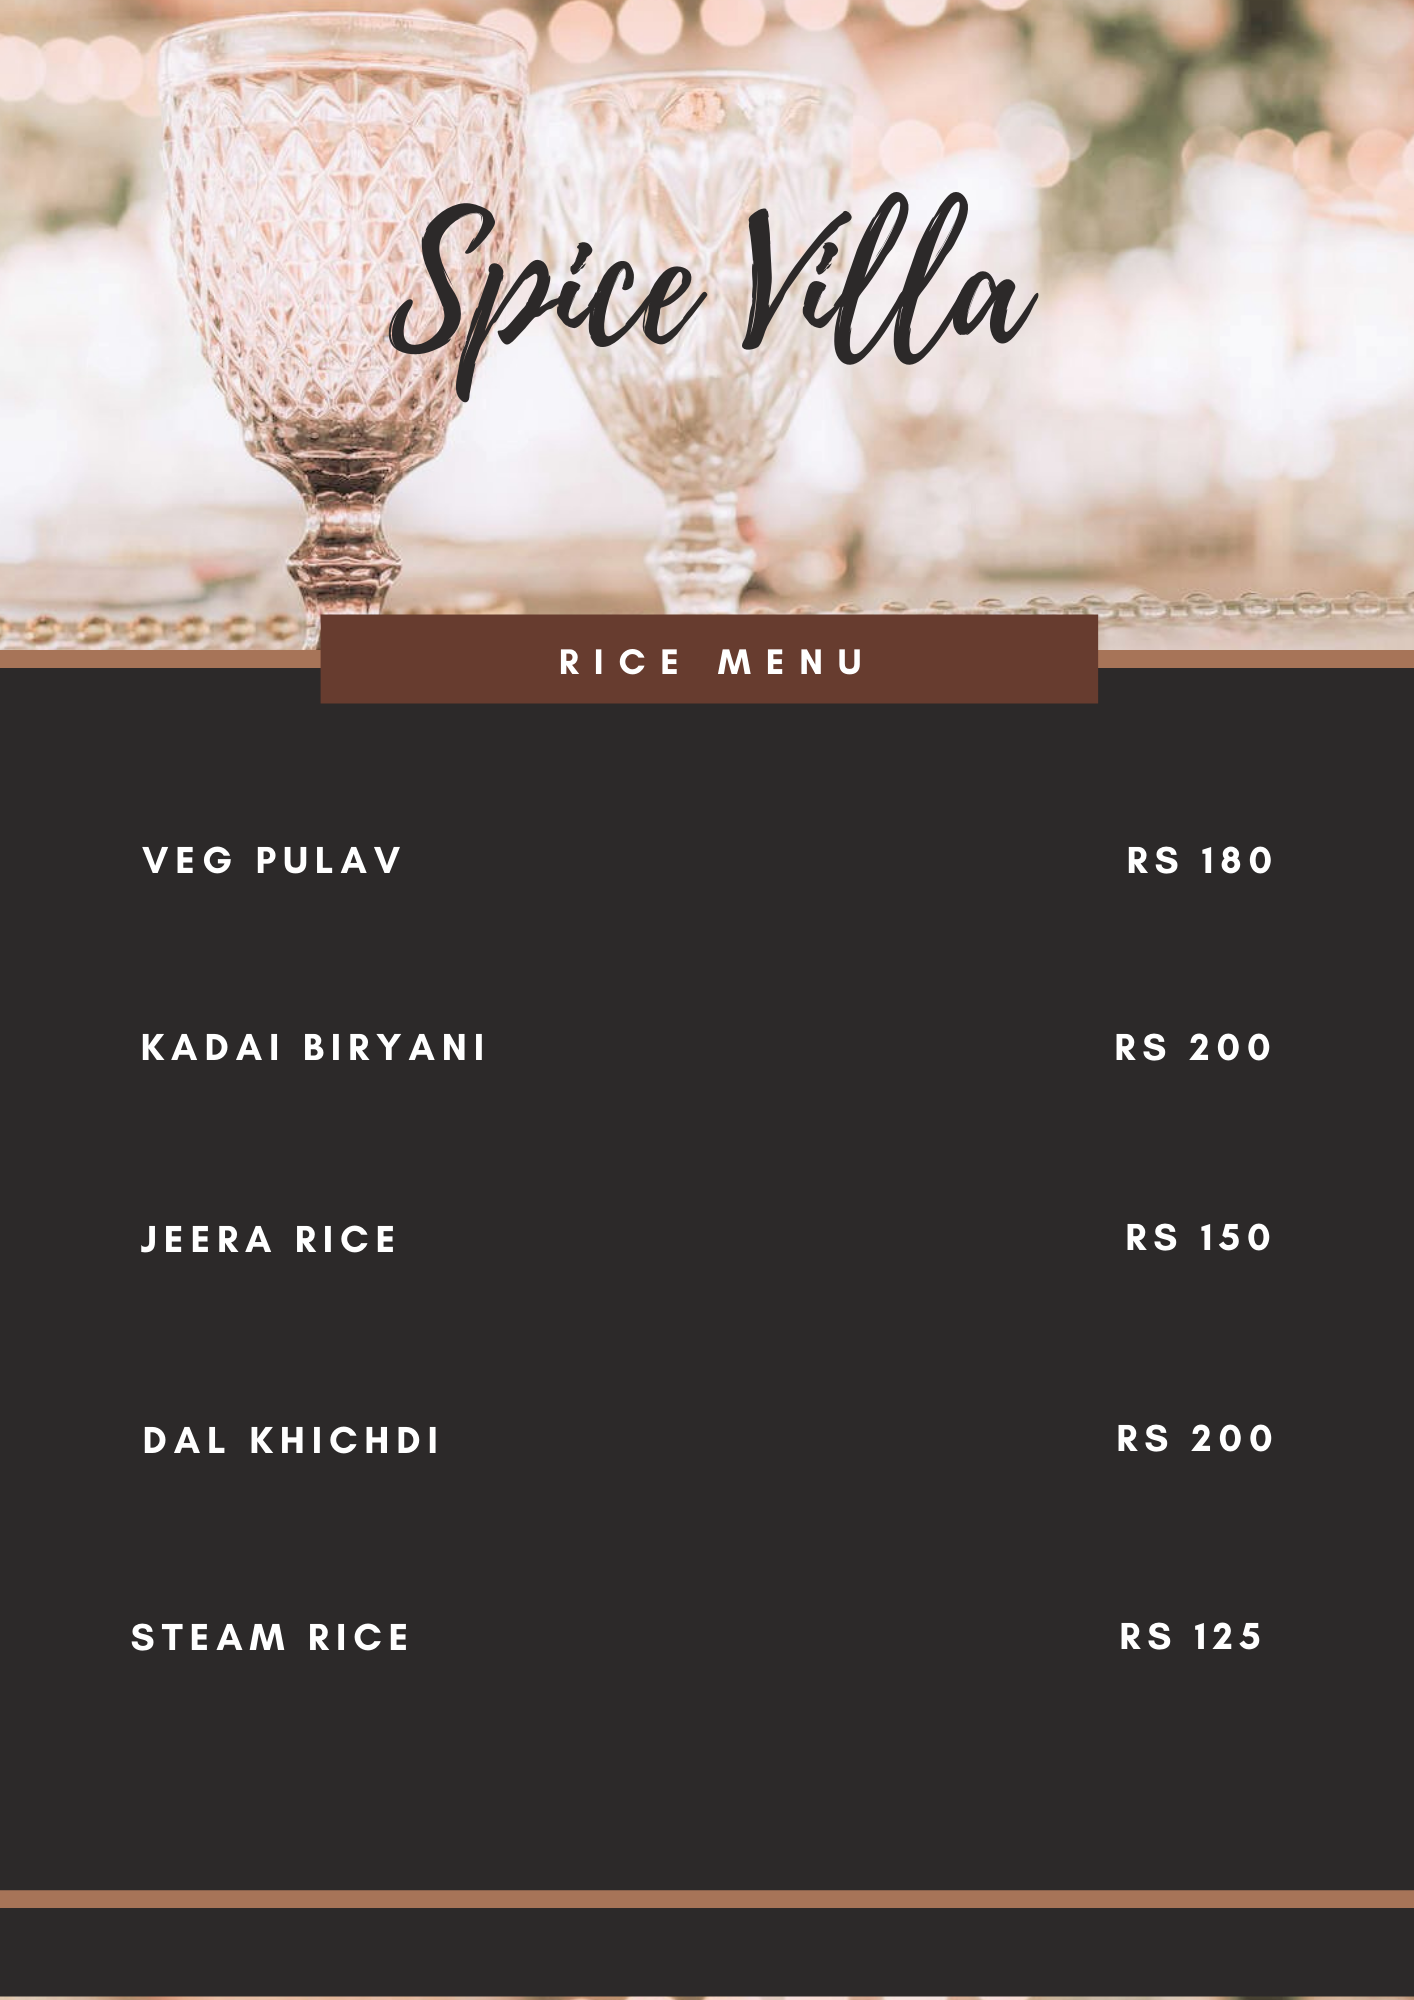 Spice Villa
RICE MENU
VEG PULAV RS 180
KADAI BIRYANI RS 200
JEERA RICE RS 150
DAL KHICHDI RS 200
STEAM RICE RS 125